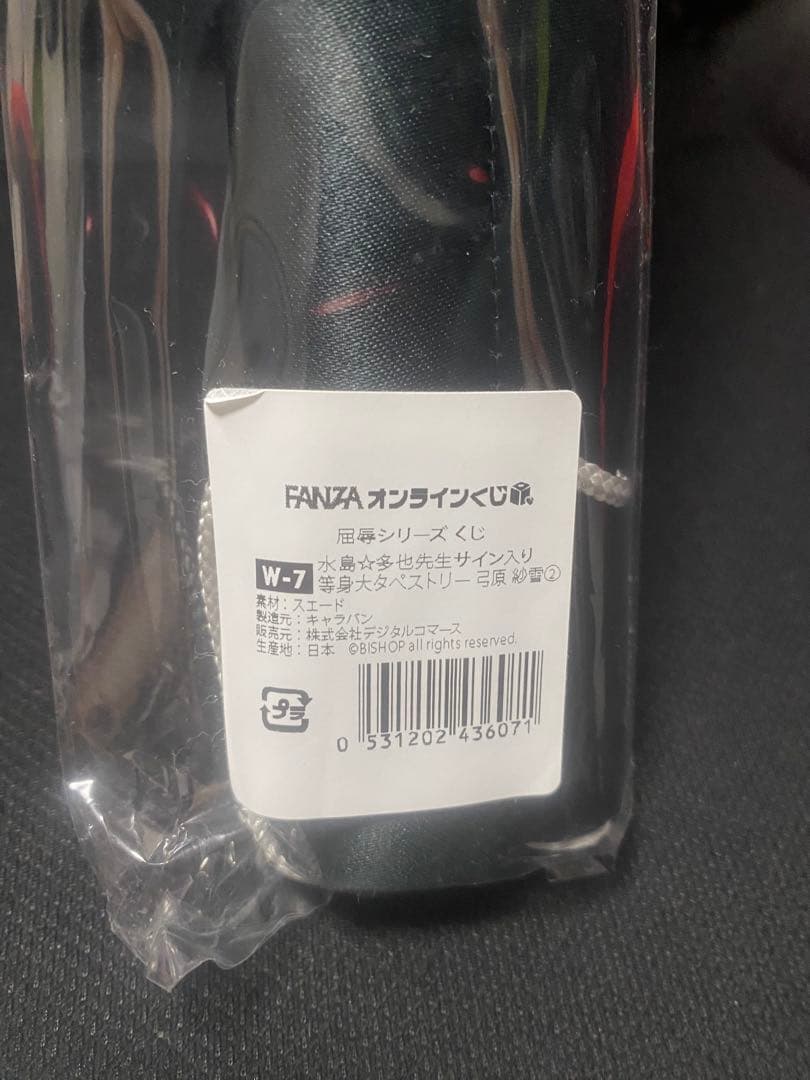 FANZA オンラインくじ
屈辱シリーズ くじ
W-7 水島☆多也先生サイン入り
等身大タペストリー 弓原 紗雪②
素材：スエード
製造元：キャラバン
販売元：株式会社デジタルコマース
生産地：日本 ©BISHOP all rights reserved.
プラ
0 531202 436071